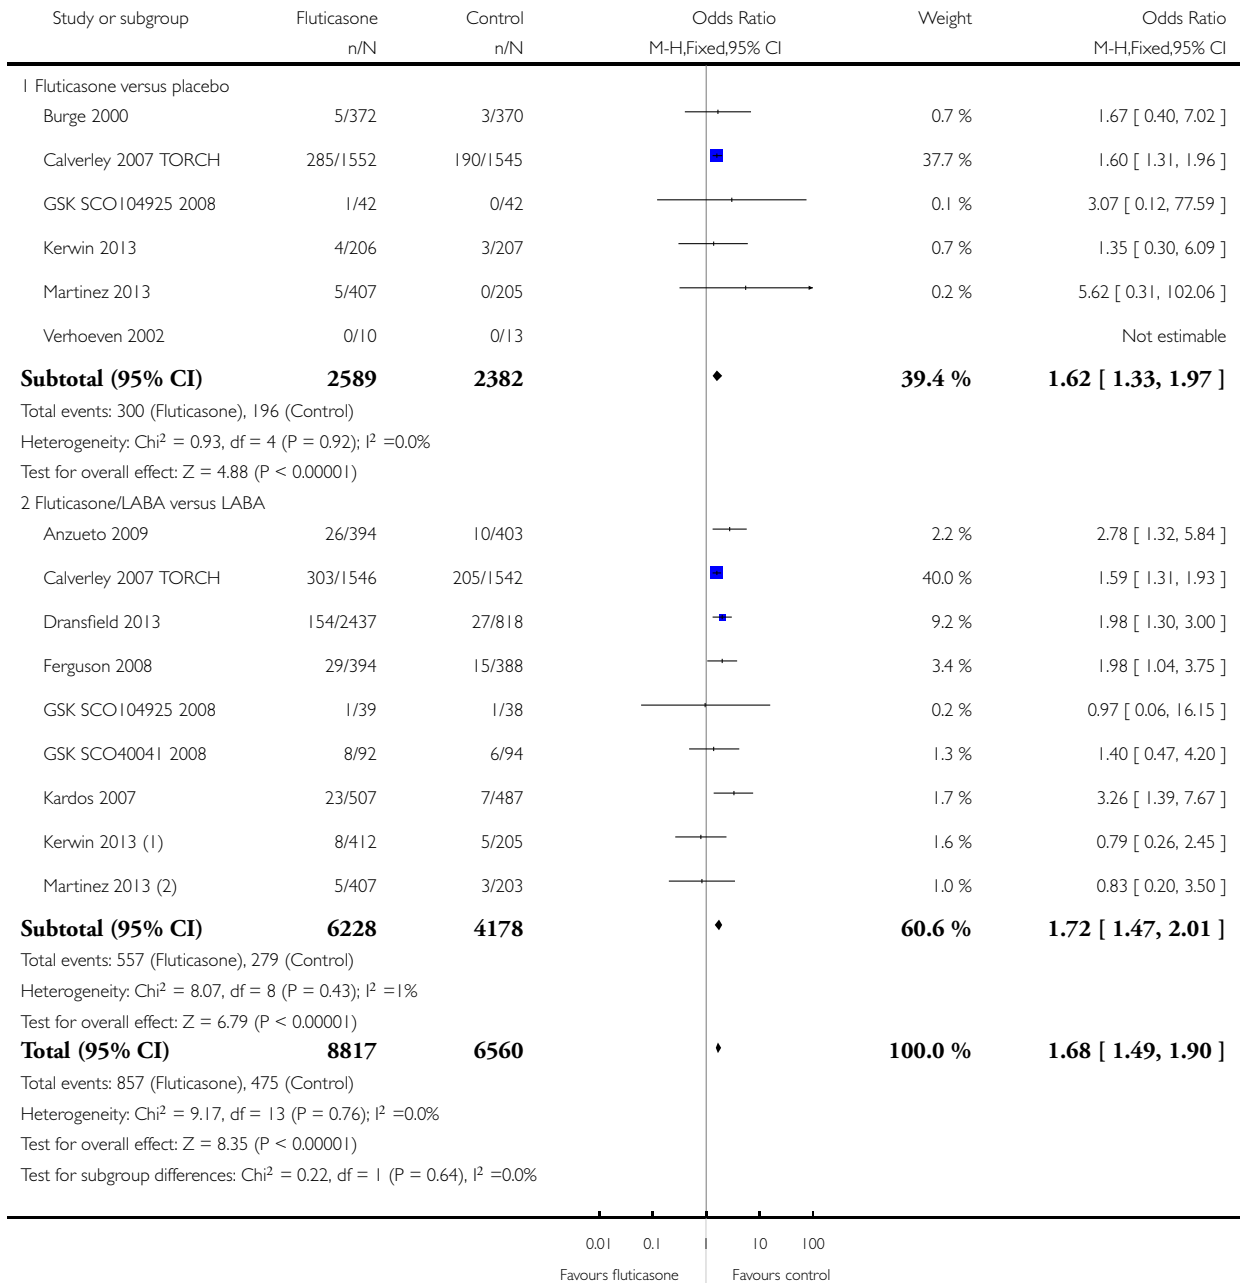 Study or subgroup Fluticasone Control Odds Ratio Weight Odds Ratio
n/N n/N M-H,Fixed,95% CI M-H,Fixed,95% CI
1 Fluticasone versus placebo
Burge 2000 5/372 3/370 0.7 % 1.67 [ 0.40, 7.02 ]
Calverley 2007 TORCH 285/1552 190/1545 37.7 % 1.60 [ 1.31, 1.96 ]
GSK SCO104925 2008 1/42 0/42 0.1 % 3.07 [ 0.12, 77.59 ]
Kerwin 2013 4/206 3/207 0.7 % 1.35 [ 0.30, 6.09 ]
Martinez 2013 5/407 0/205 0.2 % 5.62 [ 0.31, 102.06 ]
Verhoeven 2002 0/10 0/13 Not estimable
Subtotal (95% CI) 2589 2382 39.4 % 1.62 [ 1.33, 1.97 ]
Total events: 300 (Fluticasone), 196 (Control)
Heterogeneity: Chi² = 0.93, df = 4 (P = 0.92); I² =0.0%
Test for overall effect: Z = 4.88 (P < 0.00001)
2 Fluticasone/LABA versus LABA
Anzueto 2009 26/394 10/403 2.2 % 2.78 [ 1.32, 5.84 ]
Calverley 2007 TORCH 303/1546 205/1542 40.0 % 1.59 [ 1.31, 1.93 ]
Dransfield 2013 154/2437 27/818 9.2 % 1.98 [ 1.30, 3.00 ]
Ferguson 2008 29/394 15/388 3.4 % 1.98 [ 1.04, 3.75 ]
GSK SCO104925 2008 1/39 1/38 0.2 % 0.97 [ 0.06, 16.15 ]
GSK SCO40041 2008 8/92 6/94 1.3 % 1.40 [ 0.47, 4.20 ]
Kardos 2007 23/507 7/487 1.7 % 3.26 [ 1.39, 7.67 ]
Kerwin 2013 (1) 8/412 5/205 1.6 % 0.79 [ 0.26, 2.45 ]
Martinez 2013 (2) 5/407 3/203 1.0 % 0.83 [ 0.20, 3.50 ]
Subtotal (95% CI) 6228 4178 60.6 % 1.72 [ 1.47, 2.01 ]
Total events: 557 (Fluticasone), 279 (Control)
Heterogeneity: Chi² = 8.07, df = 8 (P = 0.43); I² =1%
Test for overall effect: Z = 6.79 (P < 0.00001)
Total (95% CI) 8817 6560 100.0 % 1.68 [ 1.49, 1.90 ]
Total events: 857 (Fluticasone), 475 (Control)
Heterogeneity: Chi² = 9.17, df = 13 (P = 0.76); I² =0.0%
Test for overall effect: Z = 8.35 (P < 0.00001)
Test for subgroup differences: Chi² = 0.22, df = 1 (P = 0.64), I² =0.0%
0.01 0.1 1 10 100
Favours fluticasone Favours control